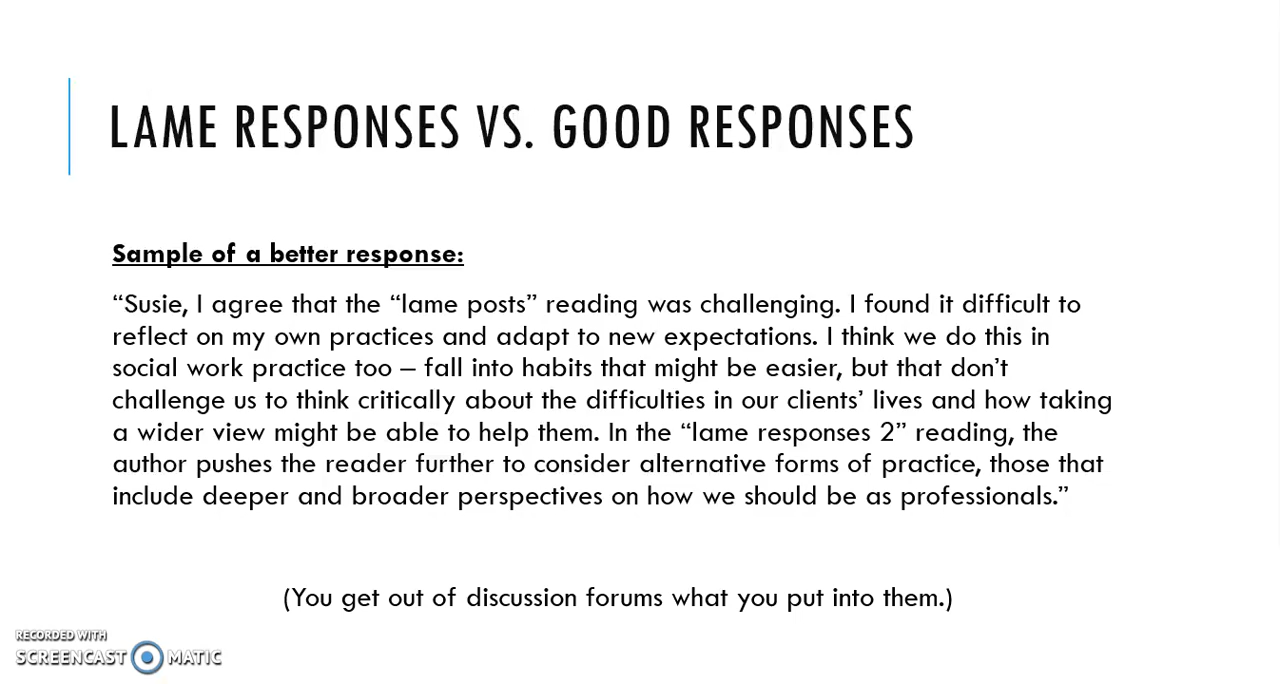 LAME RESPONSES VS. GOOD RESPONSES
Sample of a better response:
“Susie, I agree that the “lame posts” reading was challenging. I found it difficult to
reflect on my own practices and adapt to new expectations. I think we do this in
social work practice too – fall into habits that might be easier, but that don’t
challenge us to think critically about the difficulties in our clients’ lives and how taking
a wider view might be able to help them. In the “lame responses 2” reading, the
author pushes the reader further to consider alternative forms of practice, those that
include deeper and broader perspectives on how we should be as professionals.”
(You get out of discussion forums what you put into them.)
RECORDED WITH
SCREENCAST MATIC